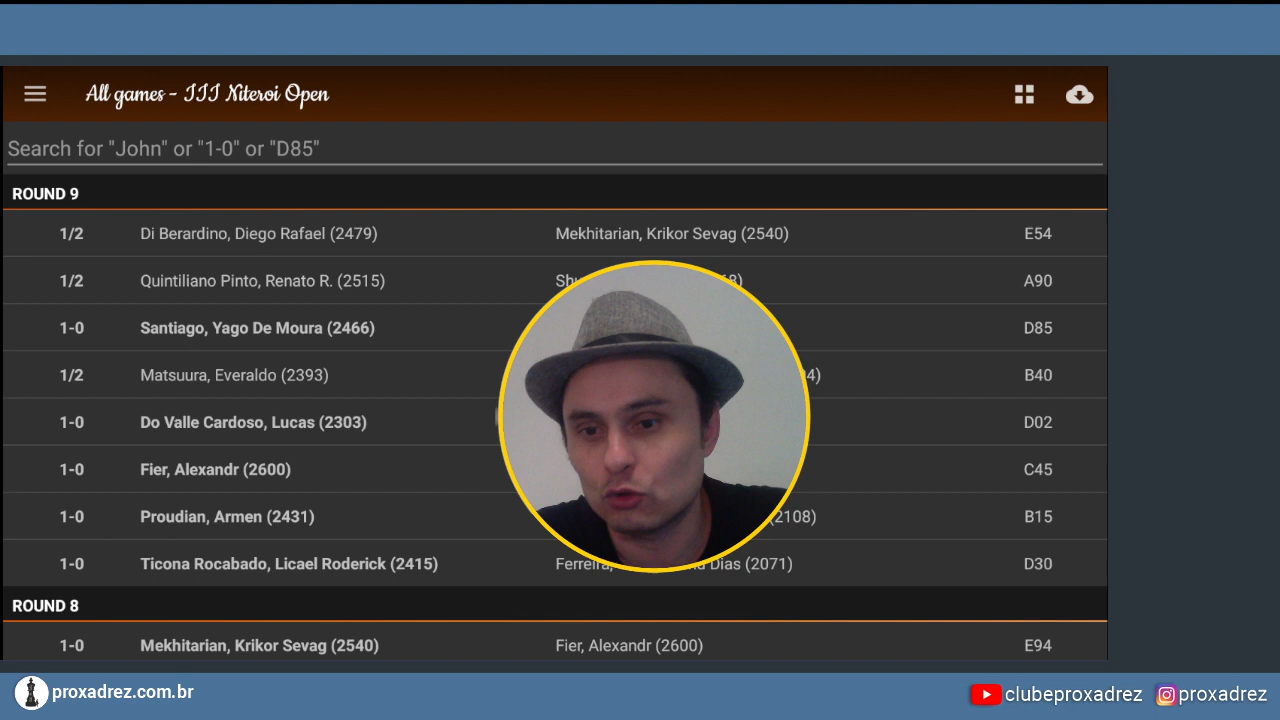 All games - III Niteroi Open
Search for "John" or "1-0" or "D85"
ROUND 9
1/2 Di Berardino, Diego Rafael (2479) Mekhitarian, Krikor Sevag (2540) E54
1/2 Quintiliano Pinto, Renato R. (2515) A90
1-0 Santiago, Yago De Moura (2466) D85
1/2 Matsuura, Everaldo (2393) B40
1-0 Do Valle Cardoso, Lucas (2303) D02
1-0 Fier, Alexandr (2600) C45
1-0 Proudian, Armen (2431) (2108) B15
1-0 Ticona Rocabado, Licael Roderick (2415) Ferreira, Dias (2071) D30
ROUND 8
1-0 Mekhitarian, Krikor Sevag (2540) Fier, Alexandr (2600) E94
proxadrez.com.br clubeproxadrez proxadrez